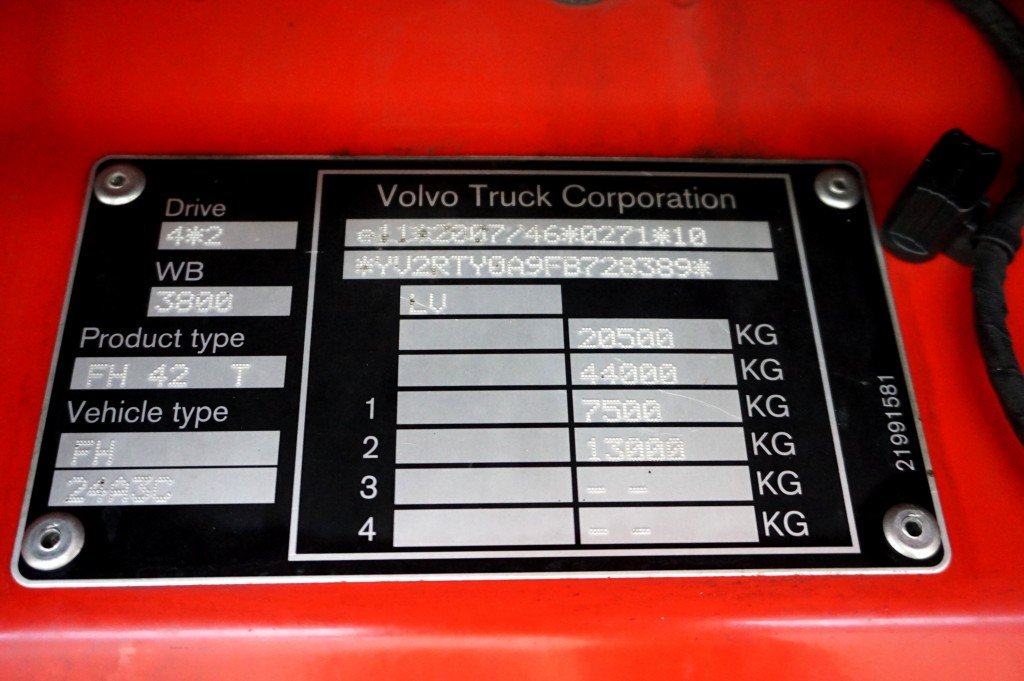 Volvo Truck Corporation
Drive
4*2
WB
3800
Product type
FH 42 T
Vehicle type
FH
24A3C
e11*2007/46*0271*10
*YV2RTY0A9FB728389*
LV
20500 KG
44000 KG
1 7500 KG
2 13000 KG
3 -- -- KG
4 -- -- KG
21991581